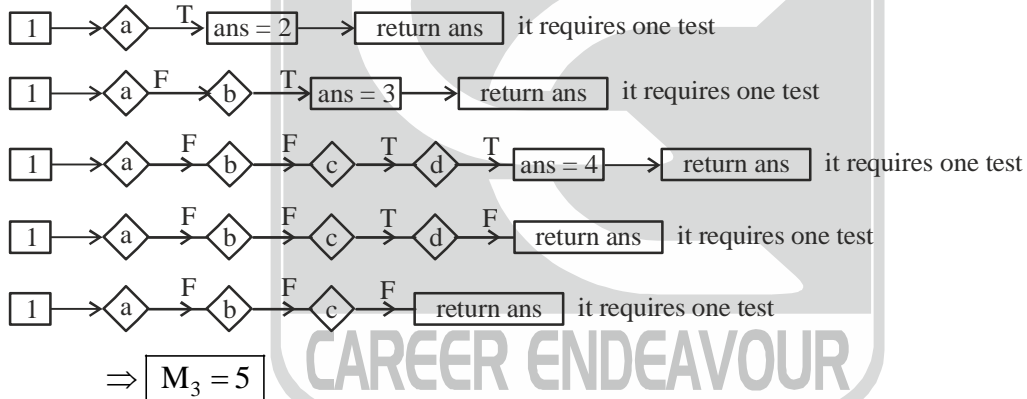 1 a T ans = 2 return ans it requires one test
1 a F b T ans = 3 return ans it requires one test
1 a F b F c T d T ans = 4 return ans it requires one test
1 a F b F c T d F return ans it requires one test
1 a F b F c F return ans it requires one test
⇒ M₃ = 5
CAREER ENDEAVOUR